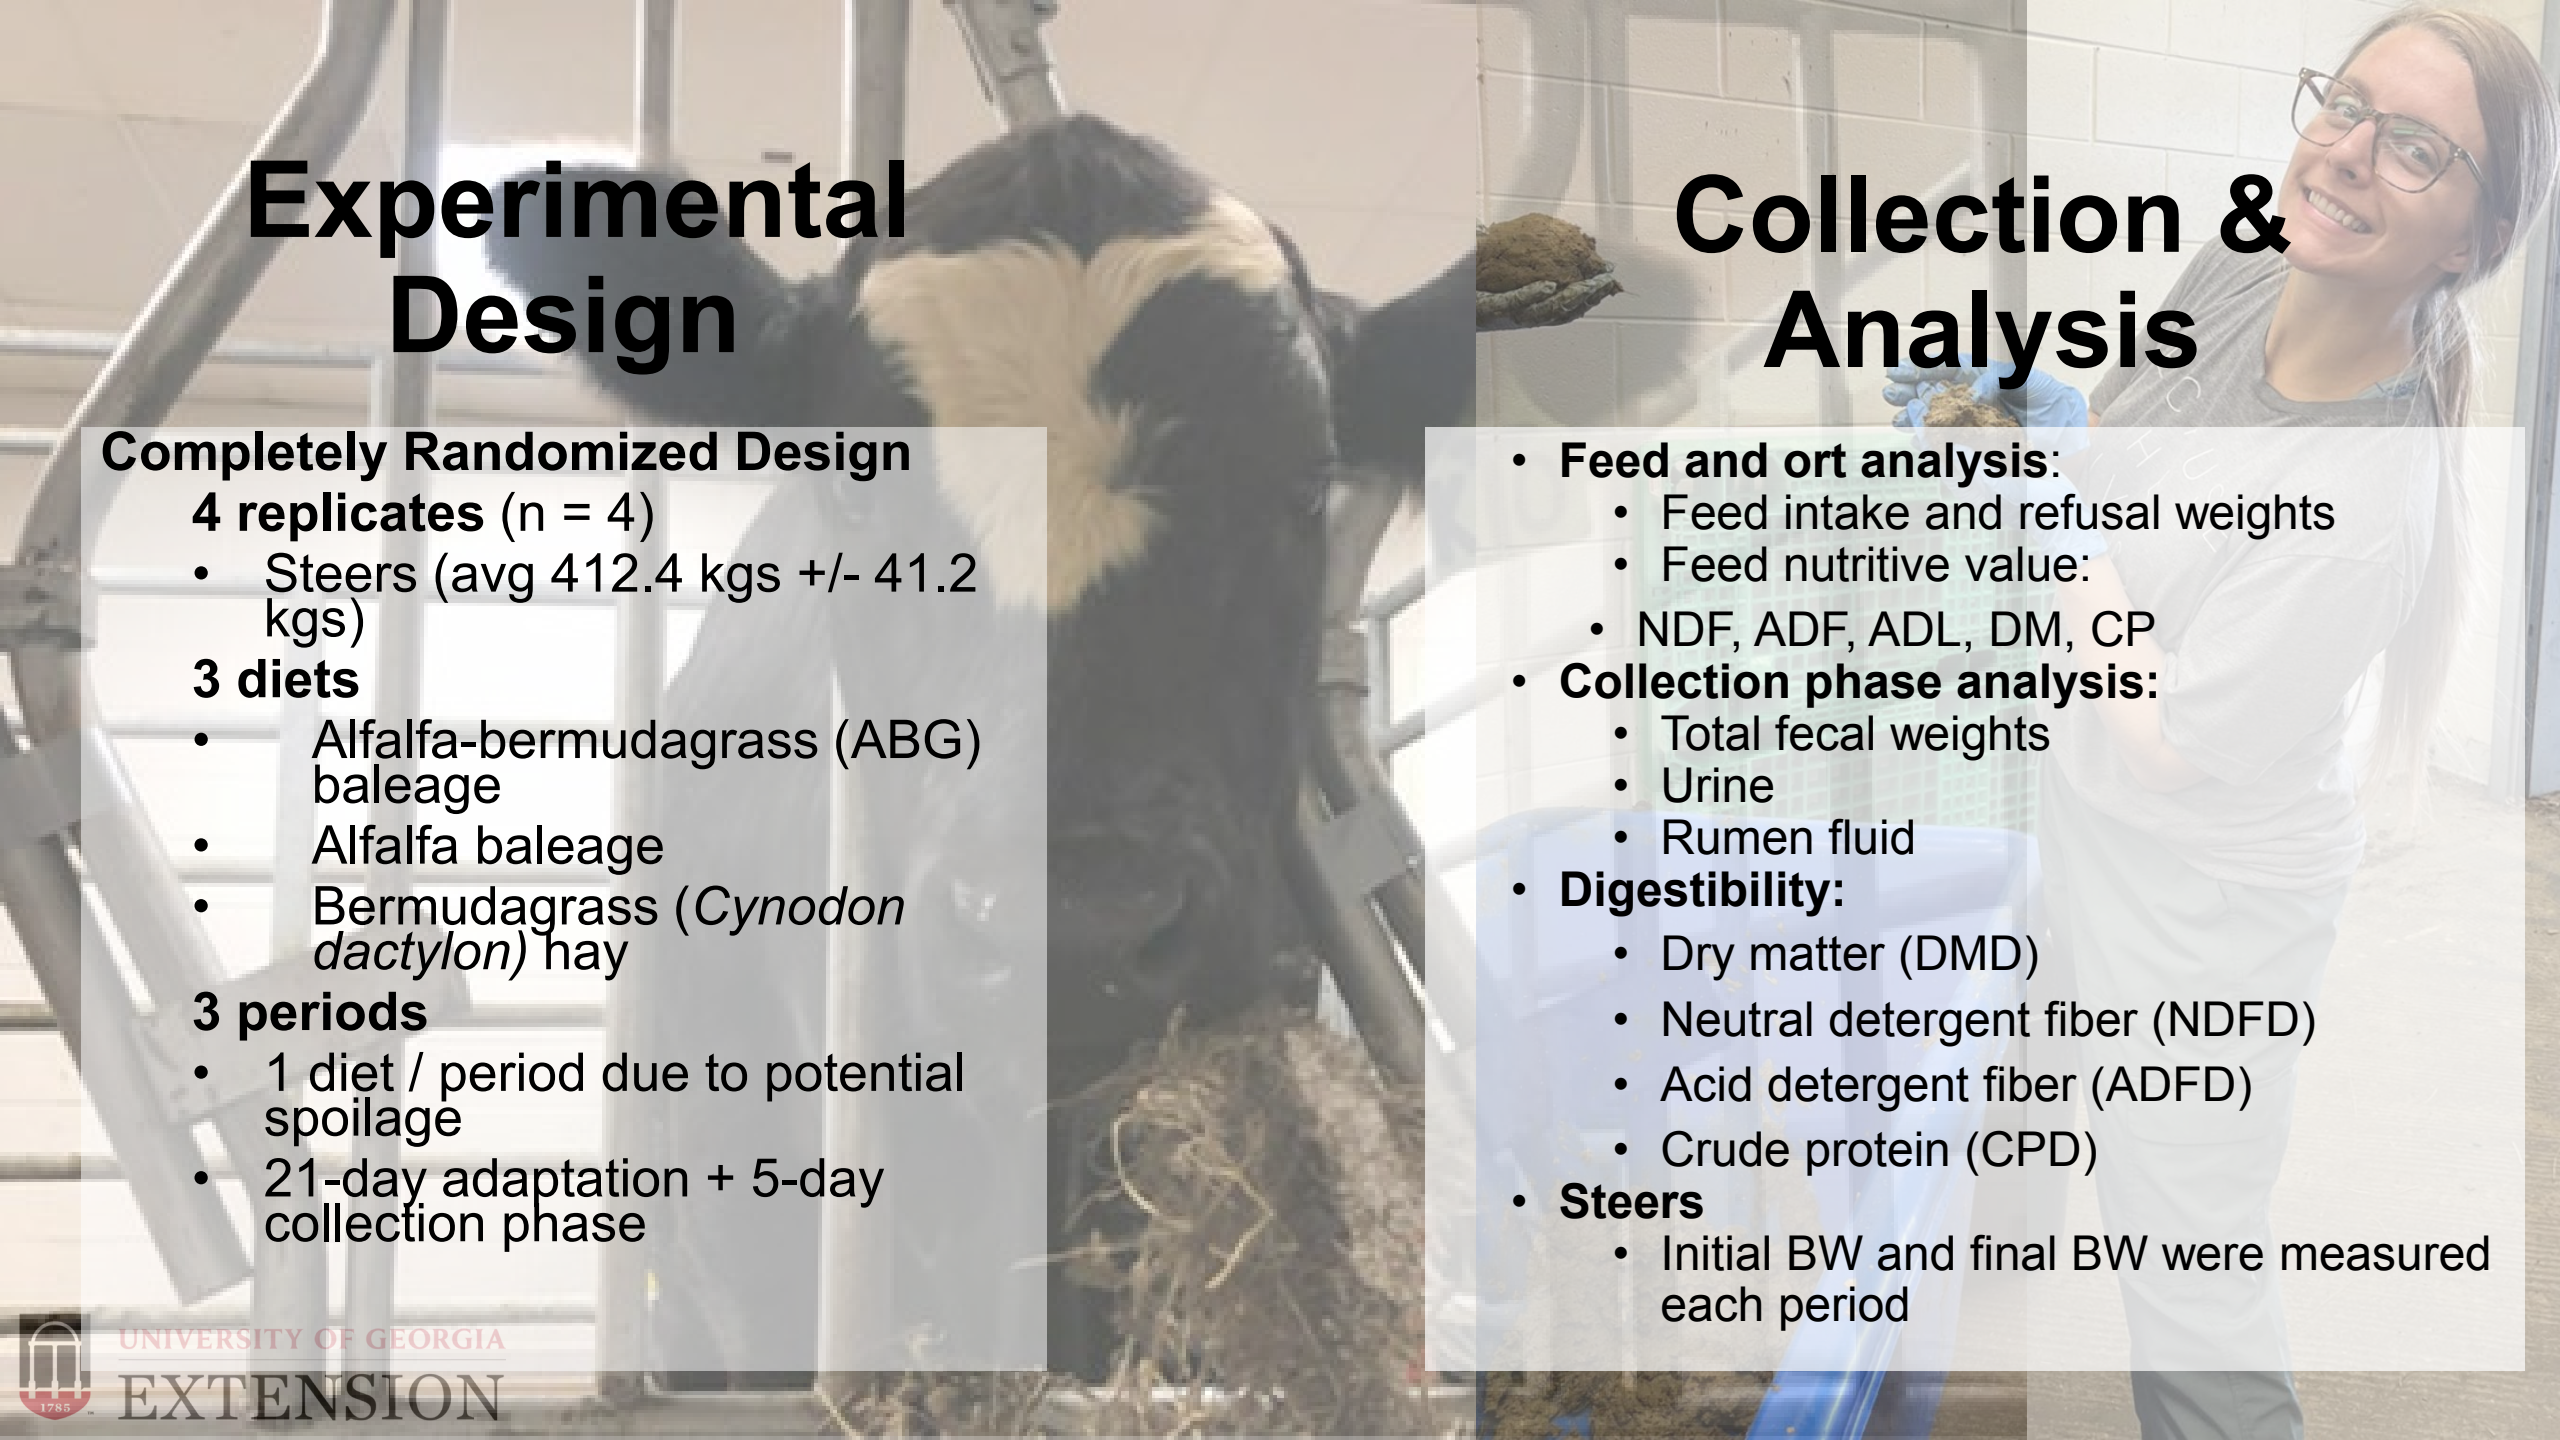 Experimental
Design
Completely Randomized Design
4 replicates (n = 4)
• Steers (avg 412.4 kgs +/- 41.2
kgs)
3 diets
• Alfalfa-bermudagrass (ABG)
baleage
• Alfalfa baleage
• Bermudagrass (Cynodon
dactylon) hay
3 periods
• 1 diet / period due to potential
spoilage
• 21-day adaptation + 5-day
collection phase
UNIVERSITY OF GEORGIA
EXTENSION
1785
Collection &
Analysis
• Feed and ort analysis:
• Feed intake and refusal weights
• Feed nutritive value:
• NDF, ADF, ADL, DM, CP
• Collection phase analysis:
• Total fecal weights
• Urine
• Rumen fluid
• Digestibility:
• Dry matter (DMD)
• Neutral detergent fiber (NDFD)
• Acid detergent fiber (ADFD)
• Crude protein (CPD)
• Steers
• Initial BW and final BW were measured
each period